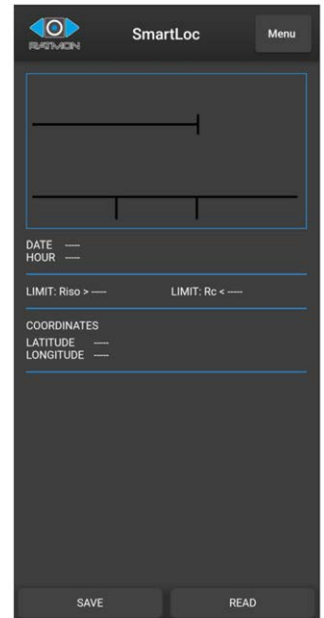 RATMON
SmartLoc
Menu
DATE ----
HOUR ----
LIMIT: Riso > ---- LIMIT: Rc < ----
COORDINATES
LATITUDE ----
LONGITUDE ----
SAVE
READ